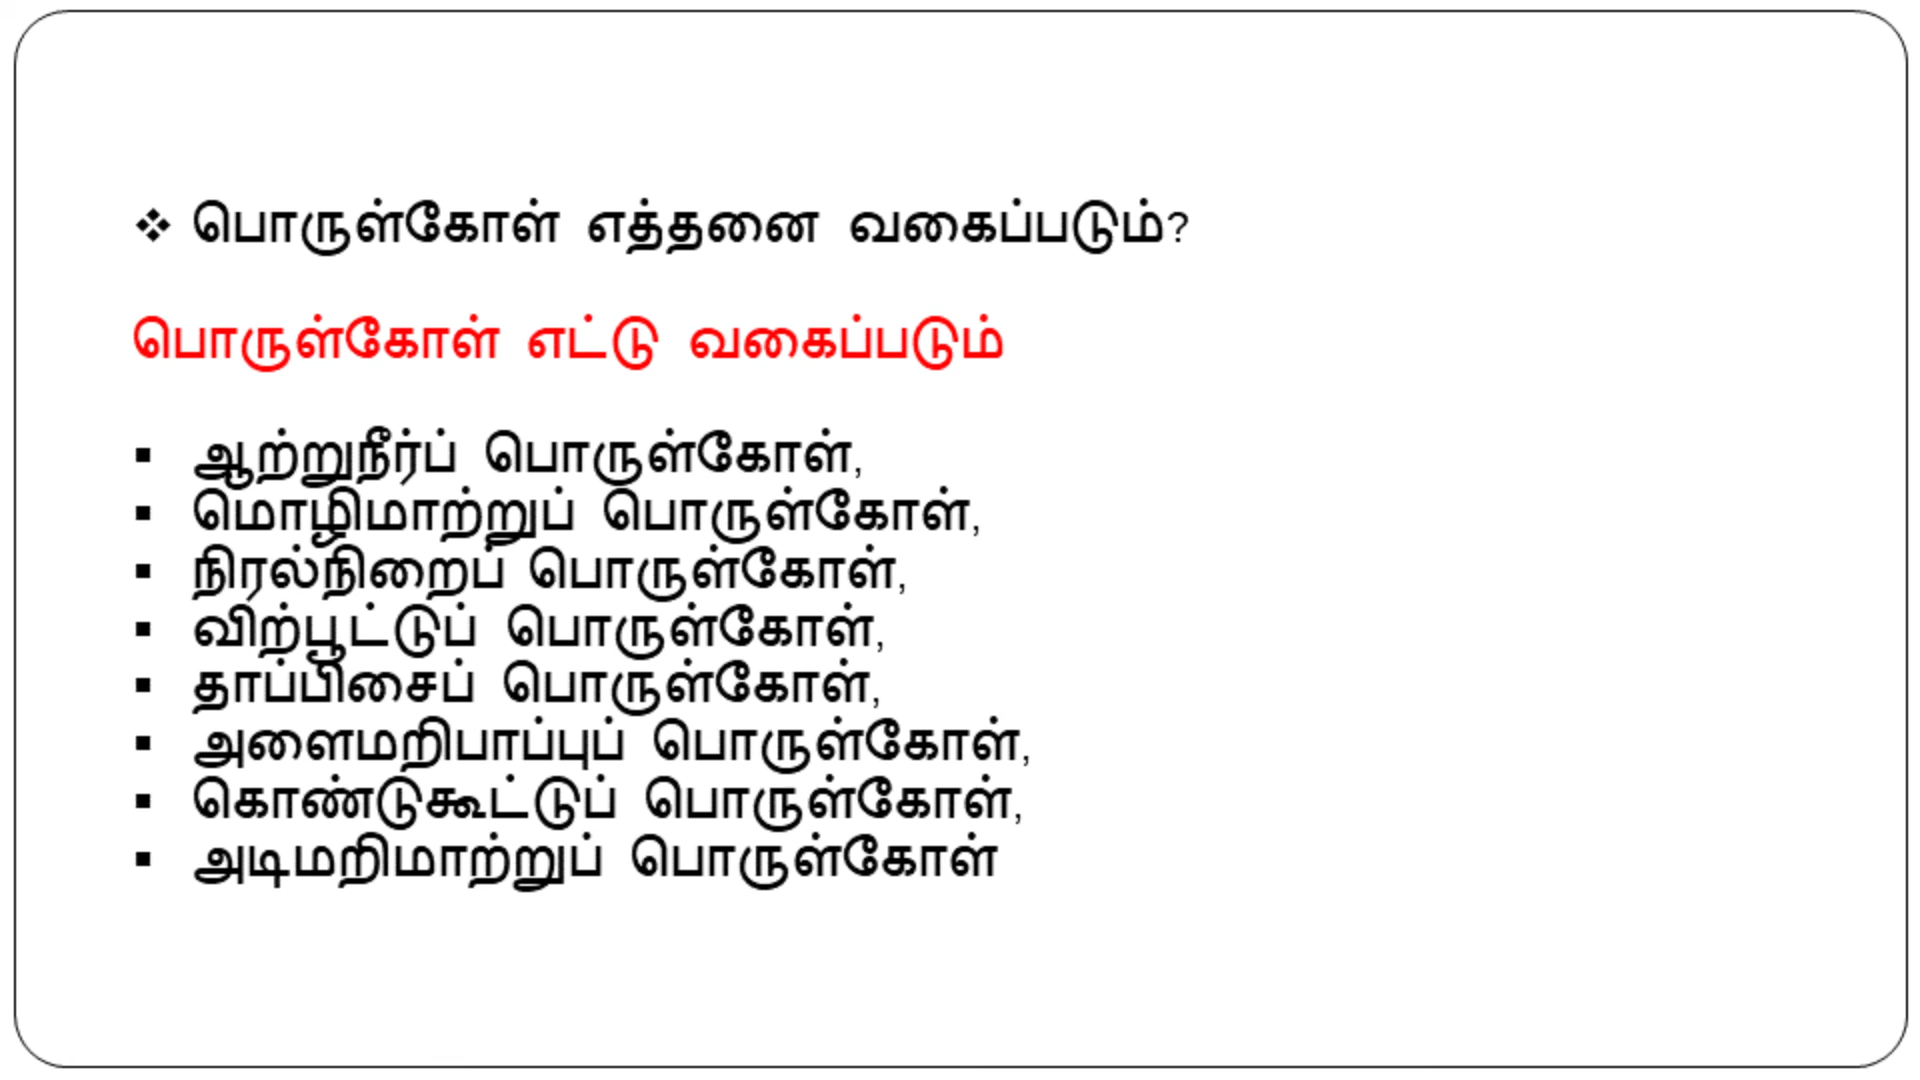 ❖ பொருள்கோள் எத்தனை வகைப்படும்?
பொருள்கோள் எட்டு வகைப்படும்
▪ ஆற்றுநீர்ப் பொருள்கோள்,
▪ மொழிமாற்றுப் பொருள்கோள்,
▪ நிரல்நிறைப் பொருள்கோள்,
▪ விற்பூட்டுப் பொருள்கோள்,
▪ தாப்பிசைப் பொருள்கோள்,
▪ அளைமறிபாப்புப் பொருள்கோள்,
▪ கொண்டுகூட்டுப் பொருள்கோள்,
▪ அடிமறிமாற்றுப் பொருள்கோள்